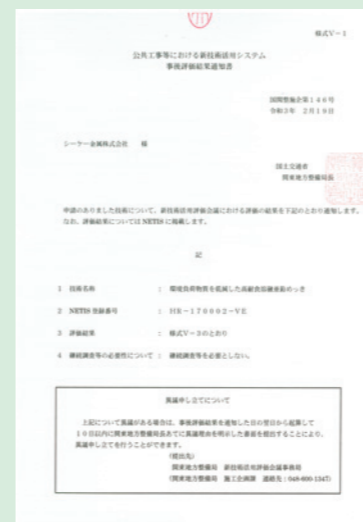 様式V-1
公共工事等における新技術活用システム
事後評価結果通知書
国関整施企第146号
令和3年 2月19日
シーケー金属株式会社 様
国土交通省
関東地方整備局長
申請のありました技術について、新技術活用評価会議における評価の結果を下記のとおり通知します。
なお、評価結果については NETIS に掲載します。
記
1 技術名称 : 環境負荷物質を低減した高耐食溶融亜鉛めっき
2 NETIS 登録番号 : HR-170002-VE
3 評価結果 : 様式V-3のとおり
4 継続調査等の必要性について : 継続調査等を必要としない。
異議申し立てについて
上記について異議がある場合は、事後評価結果を通知した日の翌日から起算して
10日以内に関東地方整備局長あてに異議理由を明示した書面を提出することにより、
異議申し立てを行うことができます。
(提出先)
関東地方整備局 新技術活用評価会議事務局
(関東地方整備局 施工企画課 連絡先:048-600-1347)